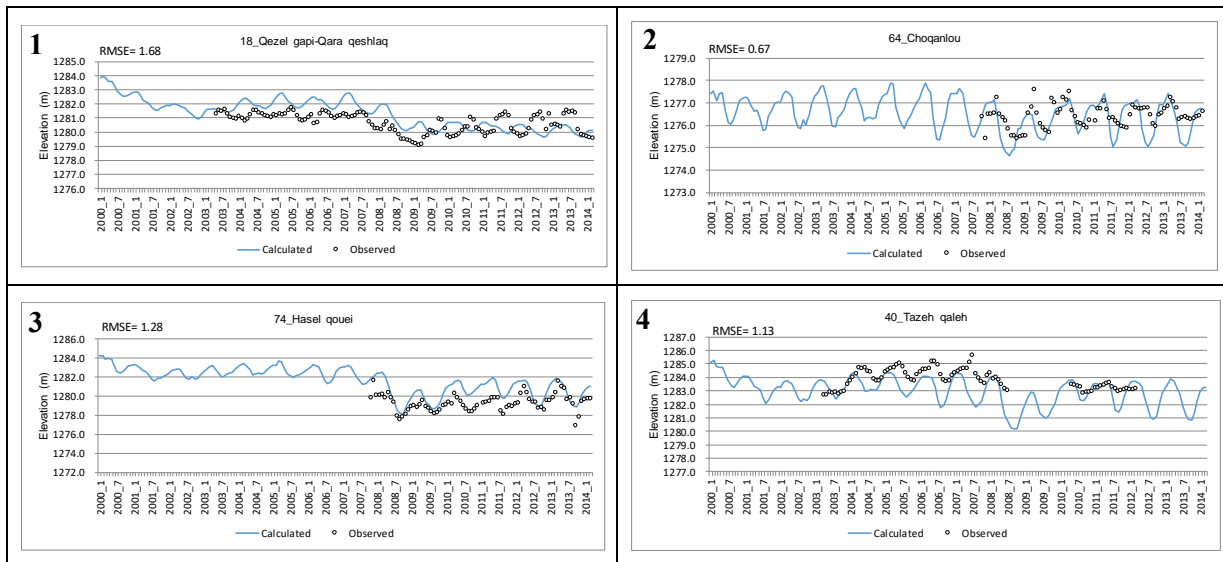 1
18_Qezel gapi-Qara qeshlaq
RMSE= 1.68
Elevation (m)
1285.0
1284.0
1283.0
1282.0
1281.0
1280.0
1279.0
1278.0
1277.0
1276.0
2000_1 2000_7 2001_1 2001_7 2002_1 2002_7 2003_1 2003_7 2004_1 2004_7 2005_1 2005_7 2006_1 2006_7 2007_1 2007_7 2008_1 2008_7 2009_1 2009_7 2010_1 2010_7 2011_1 2011_7 2012_1 2012_7 2013_1 2013_7 2014_1
Calculated Observed
2
64_Choqanlou
RMSE= 0.67
Elevation (m)
1279.0
1278.0
1277.0
1276.0
1275.0
1274.0
1273.0
2000_1 2000_7 2001_1 2001_7 2002_1 2002_7 2003_1 2003_7 2004_1 2004_7 2005_1 2005_7 2006_1 2006_7 2007_1 2007_7 2008_1 2008_7 2009_1 2009_7 2010_1 2010_7 2011_1 2011_7 2012_1 2012_7 2013_1 2013_7 2014_1
Calculated Observed
3
74_Hasel qouei
RMSE= 1.28
Elevation (m)
1286.0
1284.0
1282.0
1280.0
1278.0
1276.0
1274.0
1272.0
2000_1 2000_7 2001_1 2001_7 2002_1 2002_7 2003_1 2003_7 2004_1 2004_7 2005_1 2005_7 2006_1 2006_7 2007_1 2007_7 2008_1 2008_7 2009_1 2009_7 2010_1 2010_7 2011_1 2011_7 2012_1 2012_7 2013_1 2013_7 2014_1
Calculated Observed
4
40_Tazeh qaleh
RMSE= 1.13
Elevation (m)
1287.0
1286.0
1285.0
1284.0
1283.0
1282.0
1281.0
1280.0
1279.0
1278.0
1277.0
2000_1 2000_7 2001_1 2001_7 2002_1 2002_7 2003_1 2003_7 2004_1 2004_7 2005_1 2005_7 2006_1 2006_7 2007_1 2007_7 2008_1 2008_7 2009_1 2009_7 2010_1 2010_7 2011_1 2011_7 2012_1 2012_7 2013_1 2013_7 2014_1
Calculated Observed